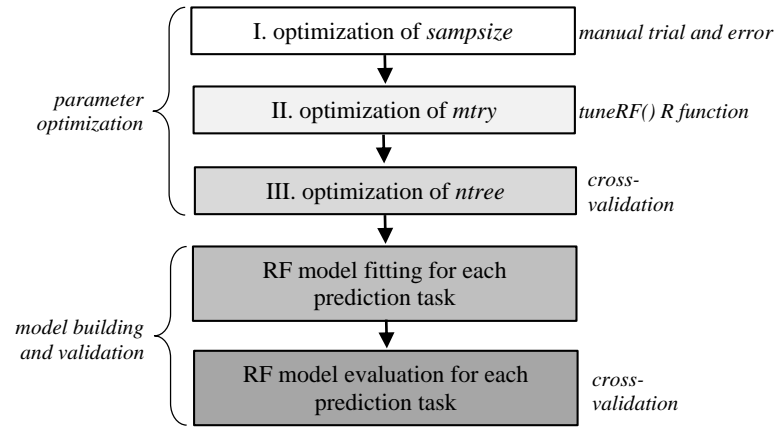 I. optimization of sampsize
manual trial and error
parameter
optimization
II. optimization of mtry
tuneRF() R function
III. optimization of ntree
cross-
validation
RF model fitting for each
prediction task
model building
and validation
RF model evaluation for each
prediction task
cross-
validation